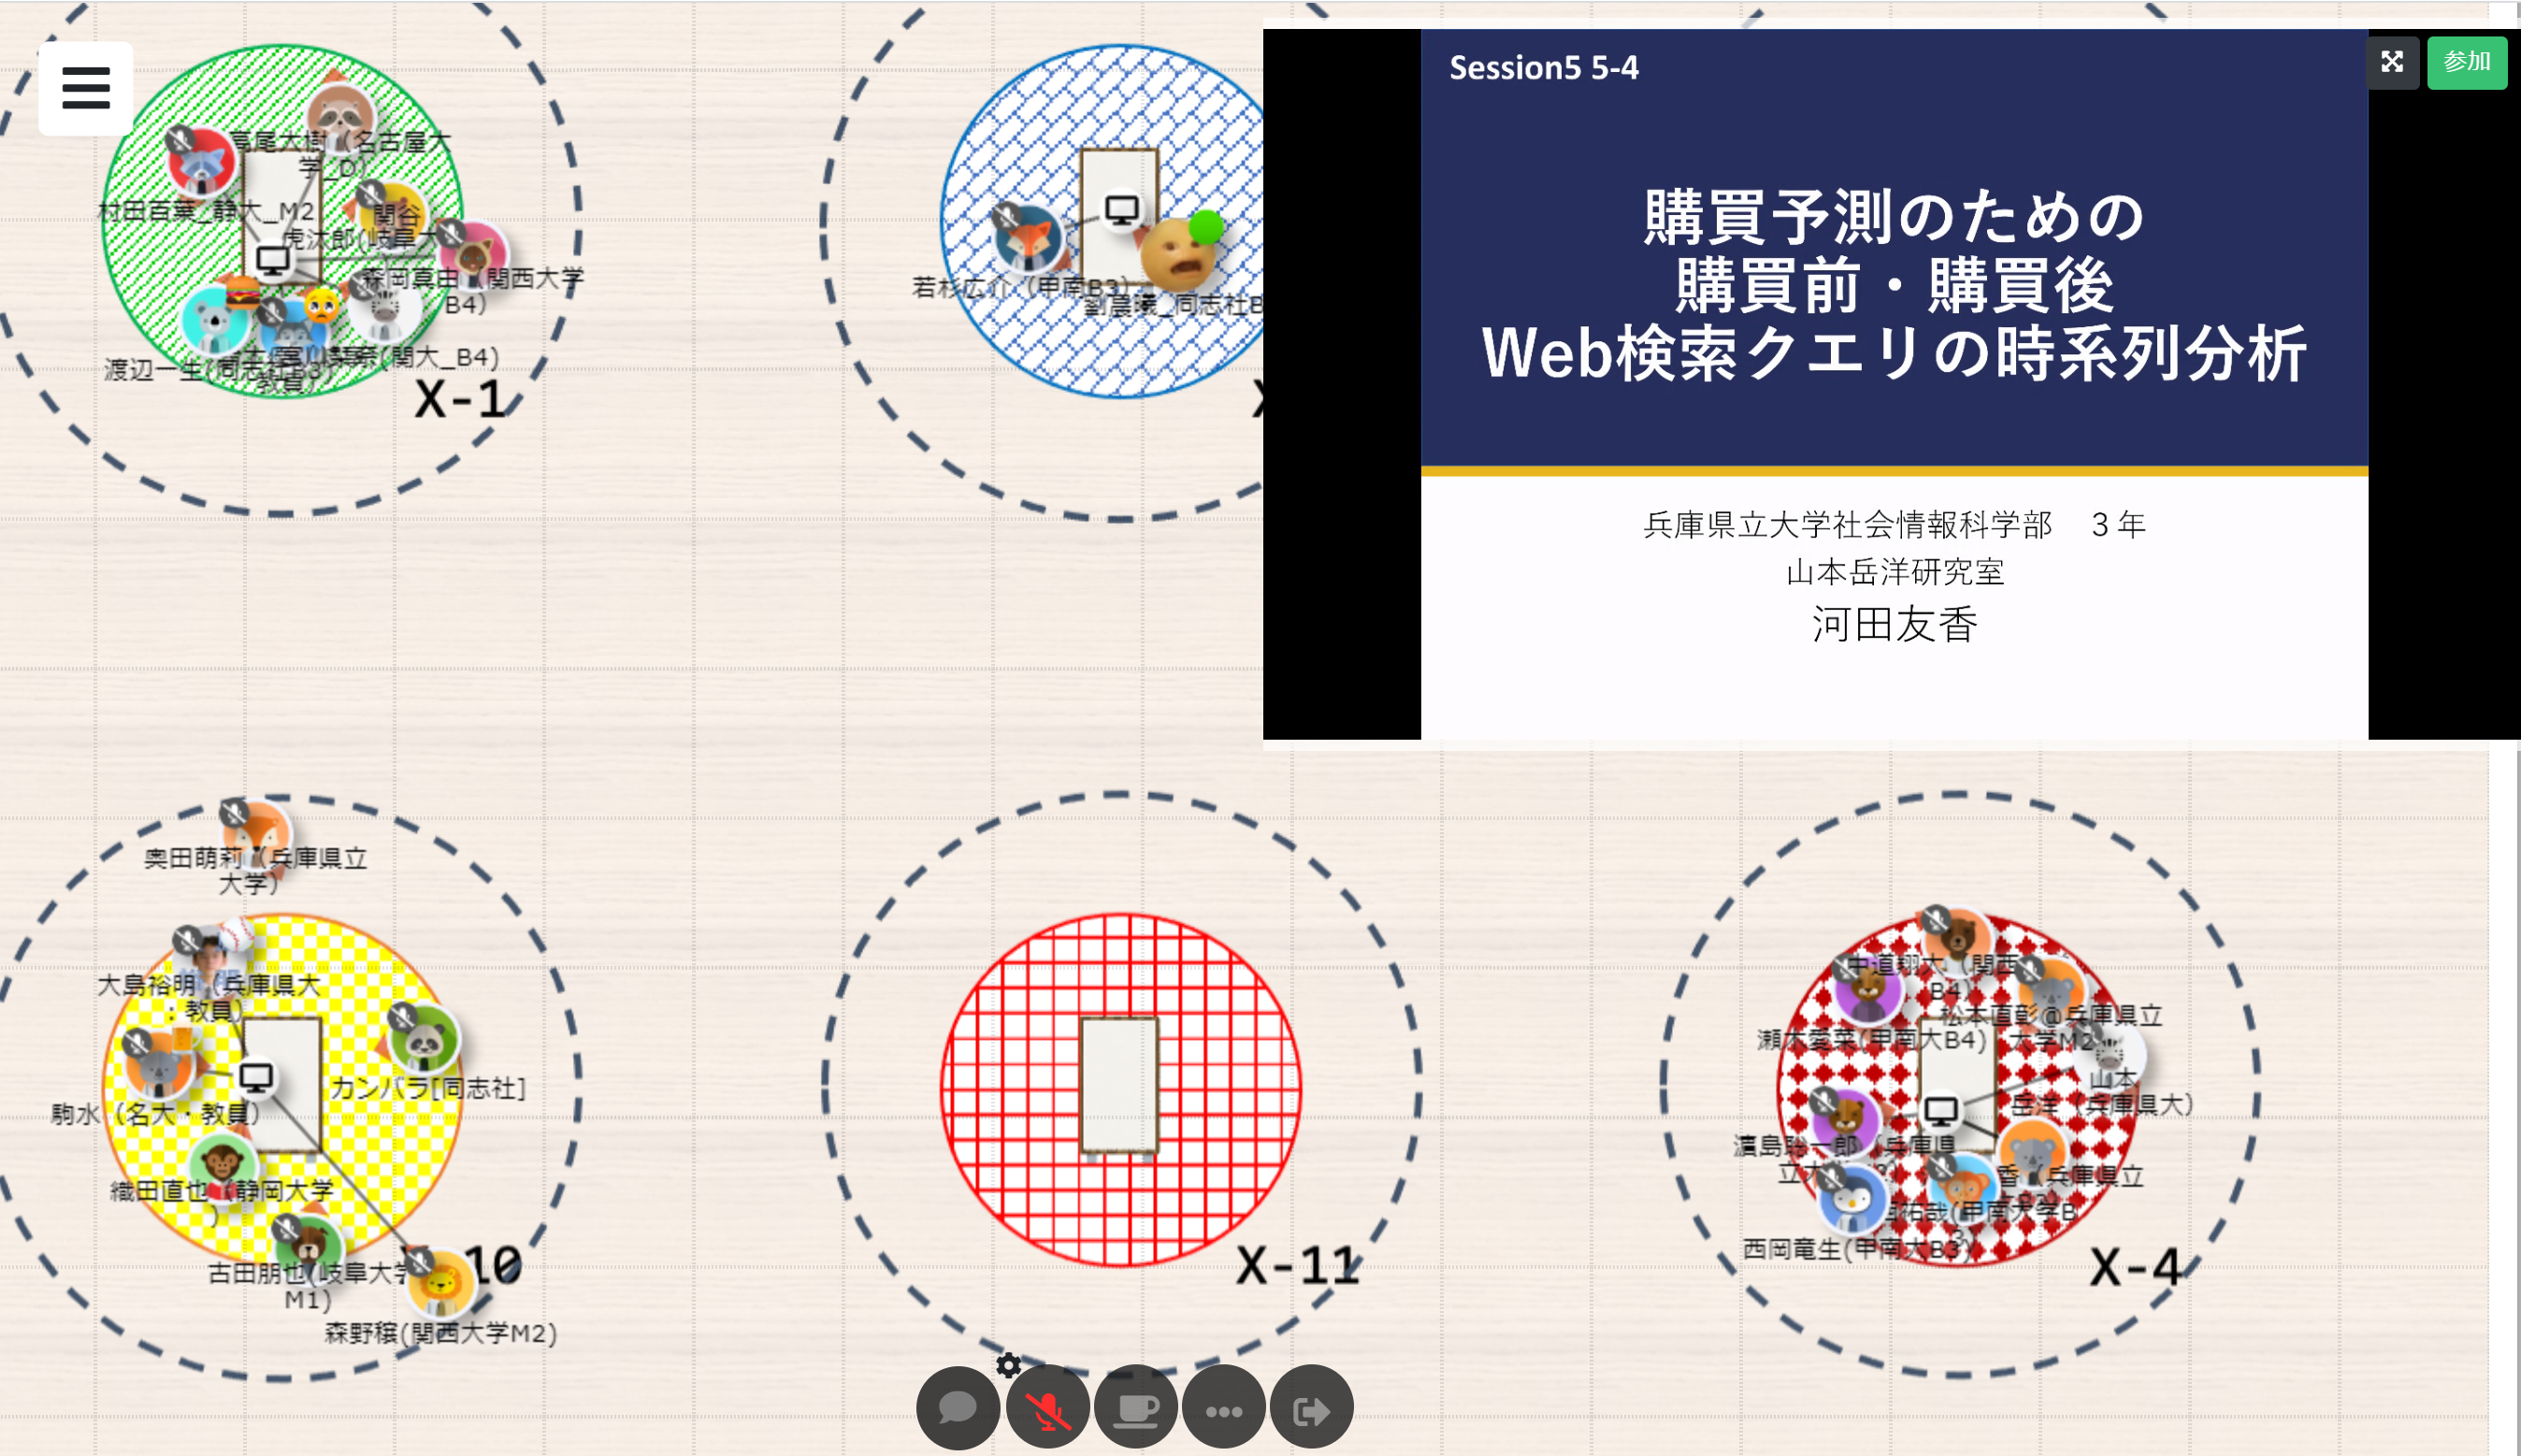 高尾大樹（名古屋大
学_D）
村田百菜_静大_M2
関谷
虎汰郎(岐阜大
森岡真由（関西大学
B4)
渡辺一生(同志社B3)
(関大_B4)
教員）
X-1
若杉広介（甲南B3）
劉晨曦_同志社B
Session5 5-4
参加
購買予測のための
購買前・購買後
Web検索クエリの時系列分析
兵庫県立大学社会情報科学部　３年
山本岳洋研究室
河田友香
奥田萌莉（兵庫県立
大学）
大島裕明（兵庫県大
：教員）
カンバラ[同志社]
駒水（名大・教員）
織田直也（静岡大学
）
古田朋也(岐阜大学
M1)
10
森野穣(関西大学M2)
X-11
中道翔大（関西
B4)
松本直彰@兵庫県立
大学M2
瀬木愛菜(甲南大B4)
山本
岳洋（兵庫県大）
濱島聡一郎（兵庫県
香（兵庫県立
祐哉(甲南大学B
西岡竜生(甲南大B3)
X-4